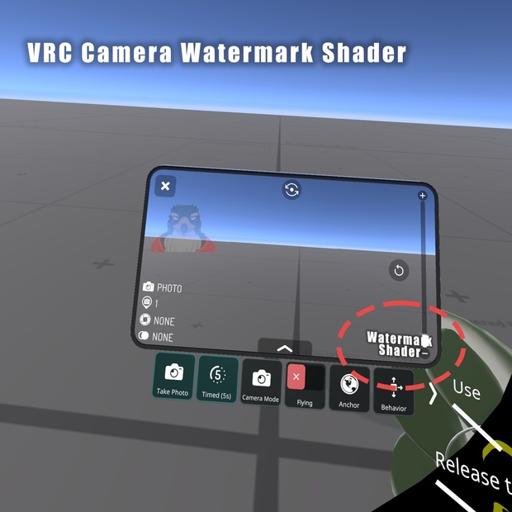 VRC Camera Watermark Shader
PHOTO
1
NONE
NONE
Watermark
Shader
Take Photo
5
Timed (5s)
Camera Mode
Flying
Anchor
Behavior
Use
Release t